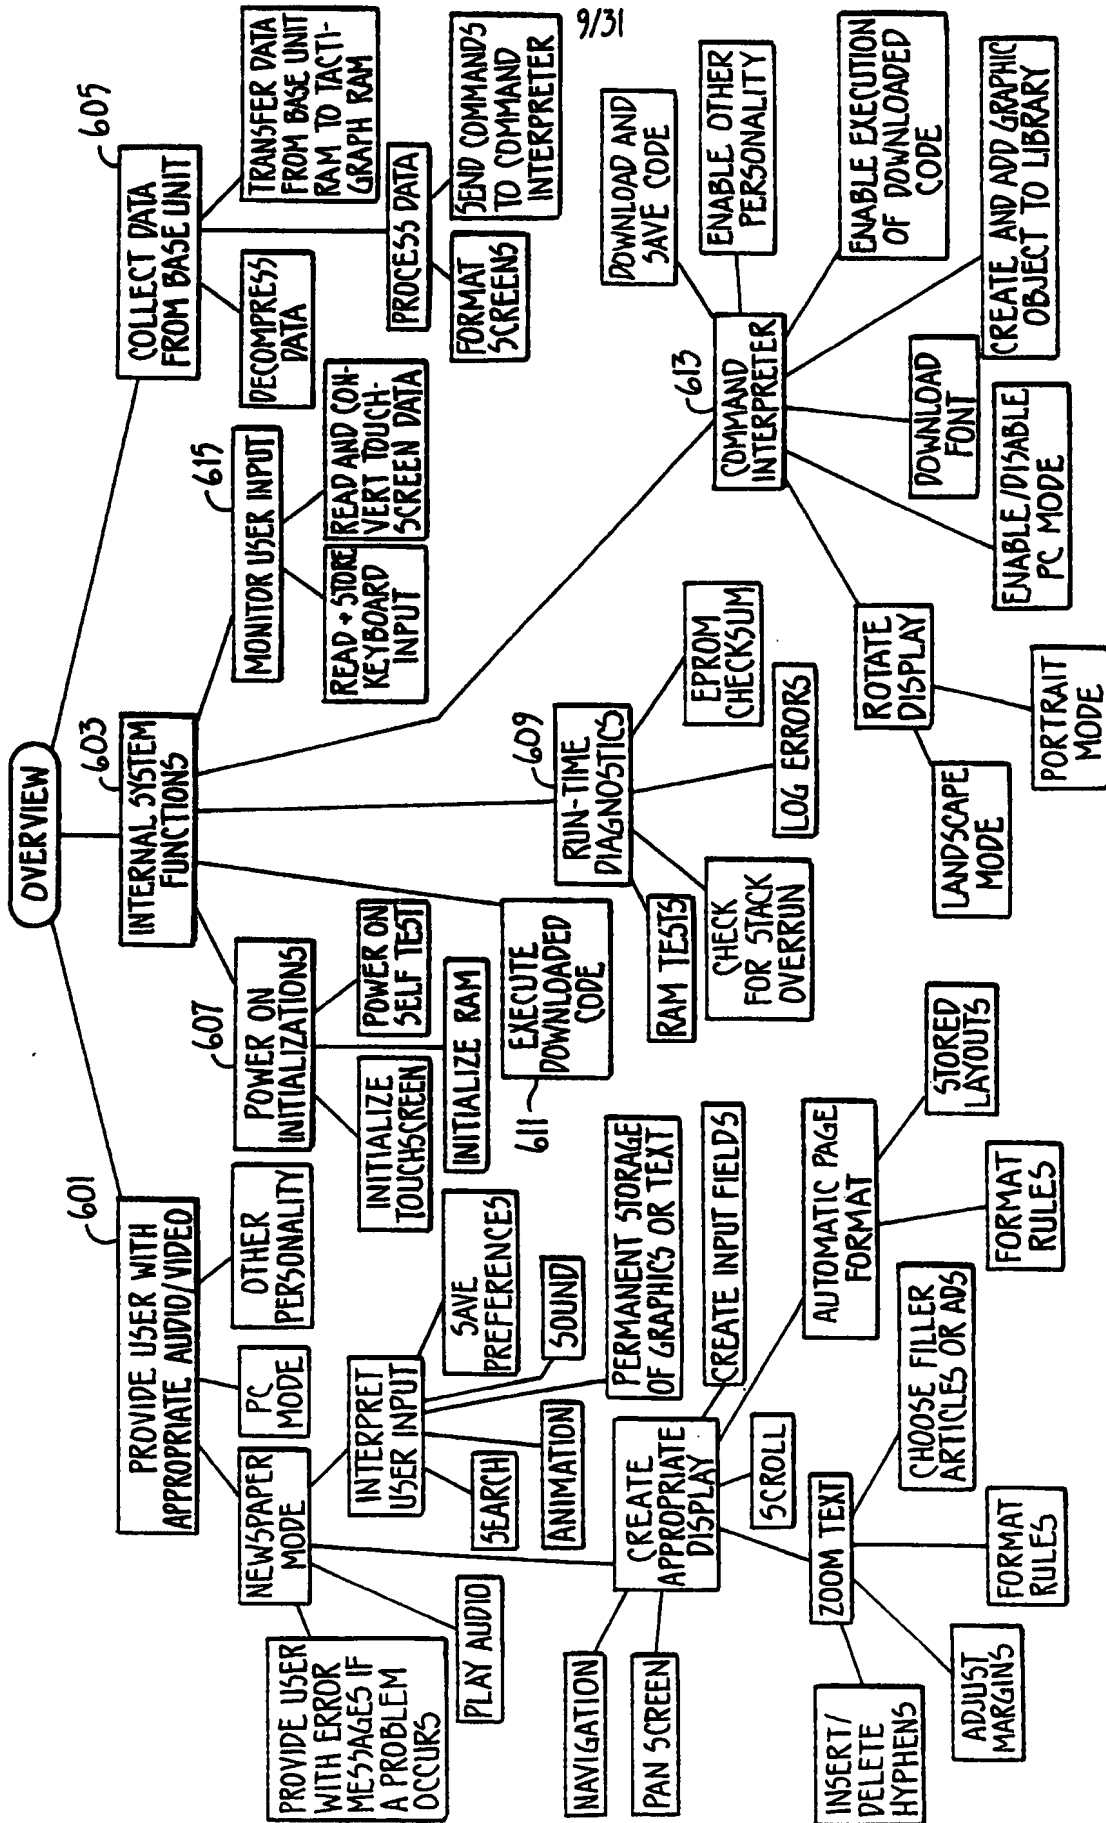 OVERVIEW
601
PROVIDE USER WITH
APPROPRIATE AUDIO/VIDEO
603
INTERNAL SYSTEM
FUNCTIONS
605
COLLECT DATA
FROM BASE UNIT
NEWSPAPER
MODE
PC
MODE
OTHER
PERSONALITY
607
POWER ON
INITIALIZATIONS
615
MONITOR USER INPUT
DECOMPRESS
DATA
TRANSFER DATA
FROM BASE UNIT
RAM TO TACTI-
GRAPH RAM
PROVIDE USER
WITH ERROR
MESSAGES IF
A PROBLEM
OCCURS
PLAY AUDIO
INTERPRET
USER INPUT
SAVE
PREFERENCES
INITIALIZE
TOUCHSCREEN
POWER ON
SELF TEST
INITIALIZE RAM
READ + STORE
KEYBOARD
INPUT
READ AND CON-
VERT TOUCH-
SCREEN DATA
PROCESS DATA
FORMAT
SCREENS
SEND COMMANDS
TO COMMAND
INTERPRETER
9/31
SEARCH
ANIMATION
SOUND
PERMANENT STORAGE
OF GRAPHICS OR TEXT
611
EXECUTE
DOWNLOADED
CODE
609
RUN-TIME
DIAGNOSTICS
RAM TESTS
CHECK
FOR STACK
OVERRUN
LOG ERRORS
EPROM
CHECKSUM
613
COMMAND
INTERPRETER
DOWNLOAD AND
SAVE CODE
ENABLE OTHER
PERSONALITY
ENABLE EXECUTION
OF DOWNLOADED
CODE
CREATE AND ADD GRAPHIC
OBJECT TO LIBRARY
DOWNLOAD
FONT
ENABLE/DISABLE
PC MODE
ROTATE
DISPLAY
LANDSCAPE
MODE
PORTRAIT
MODE
NAVIGATION
PAN SCREEN
CREATE
APPROPRIATE
DISPLAY
CREATE INPUT FIELDS
SCROLL
ZOOM TEXT
AUTOMATIC PAGE
FORMAT
INSERT/
DELETE
HYPHENS
ADJUST
MARGINS
FORMAT
RULES
CHOOSE FILLER
ARTICLES OR ADS
FORMAT
RULES
STORED
LAYOUTS